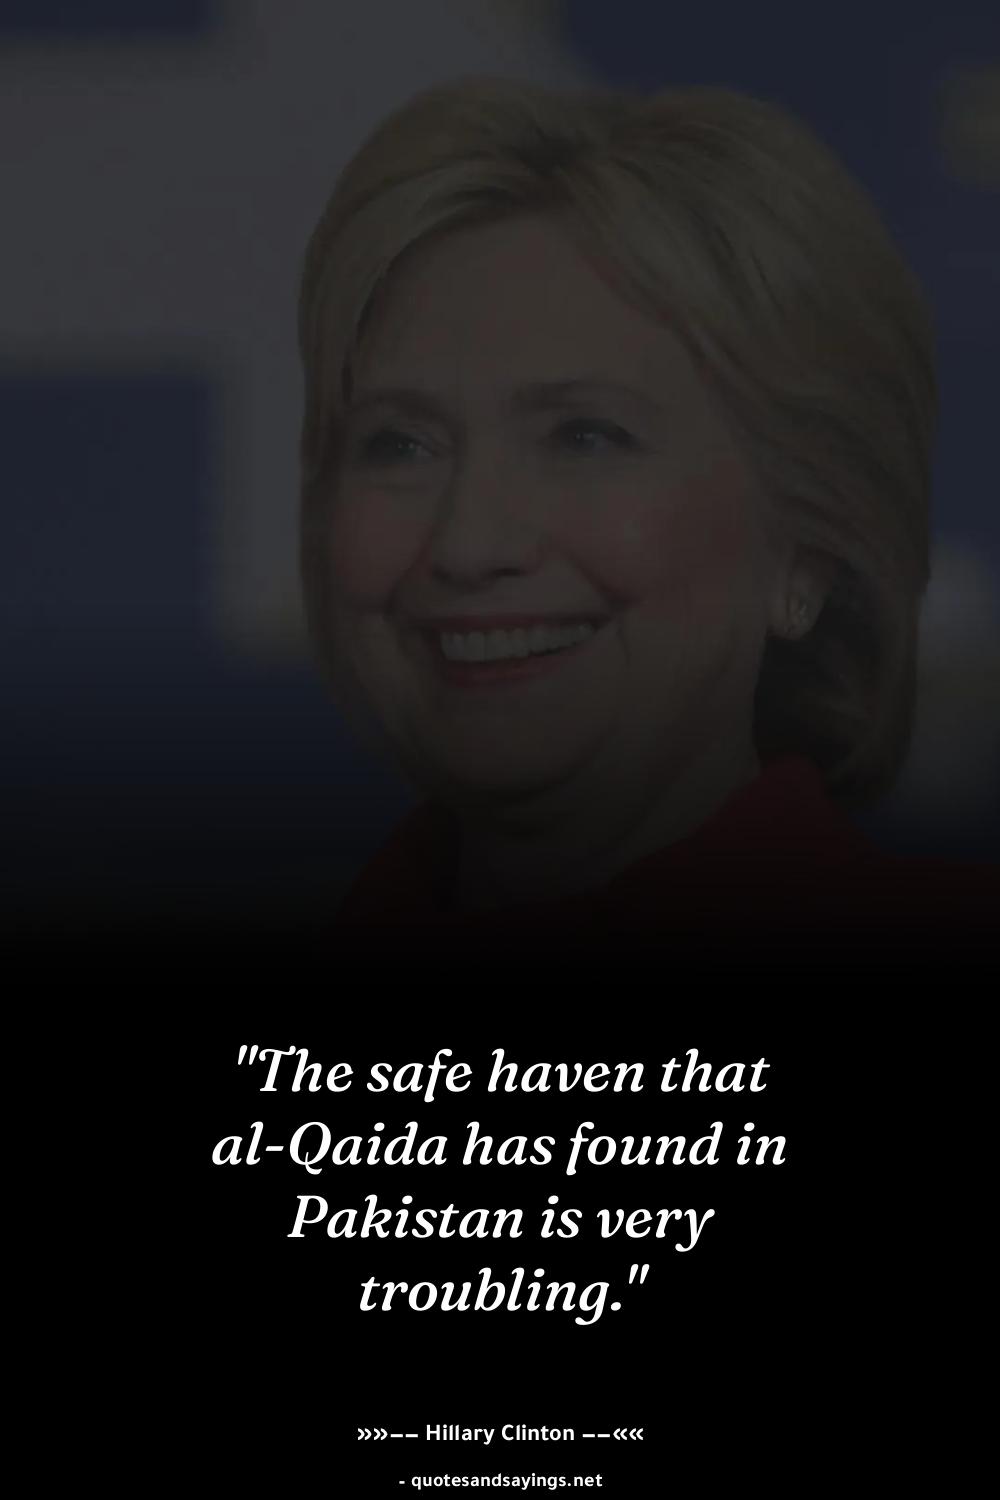 "The safe haven that
al-Qaida has found in
Pakistan is very
troubling."
»»−− Hillary Clinton −−««
- quotesandsayings.net